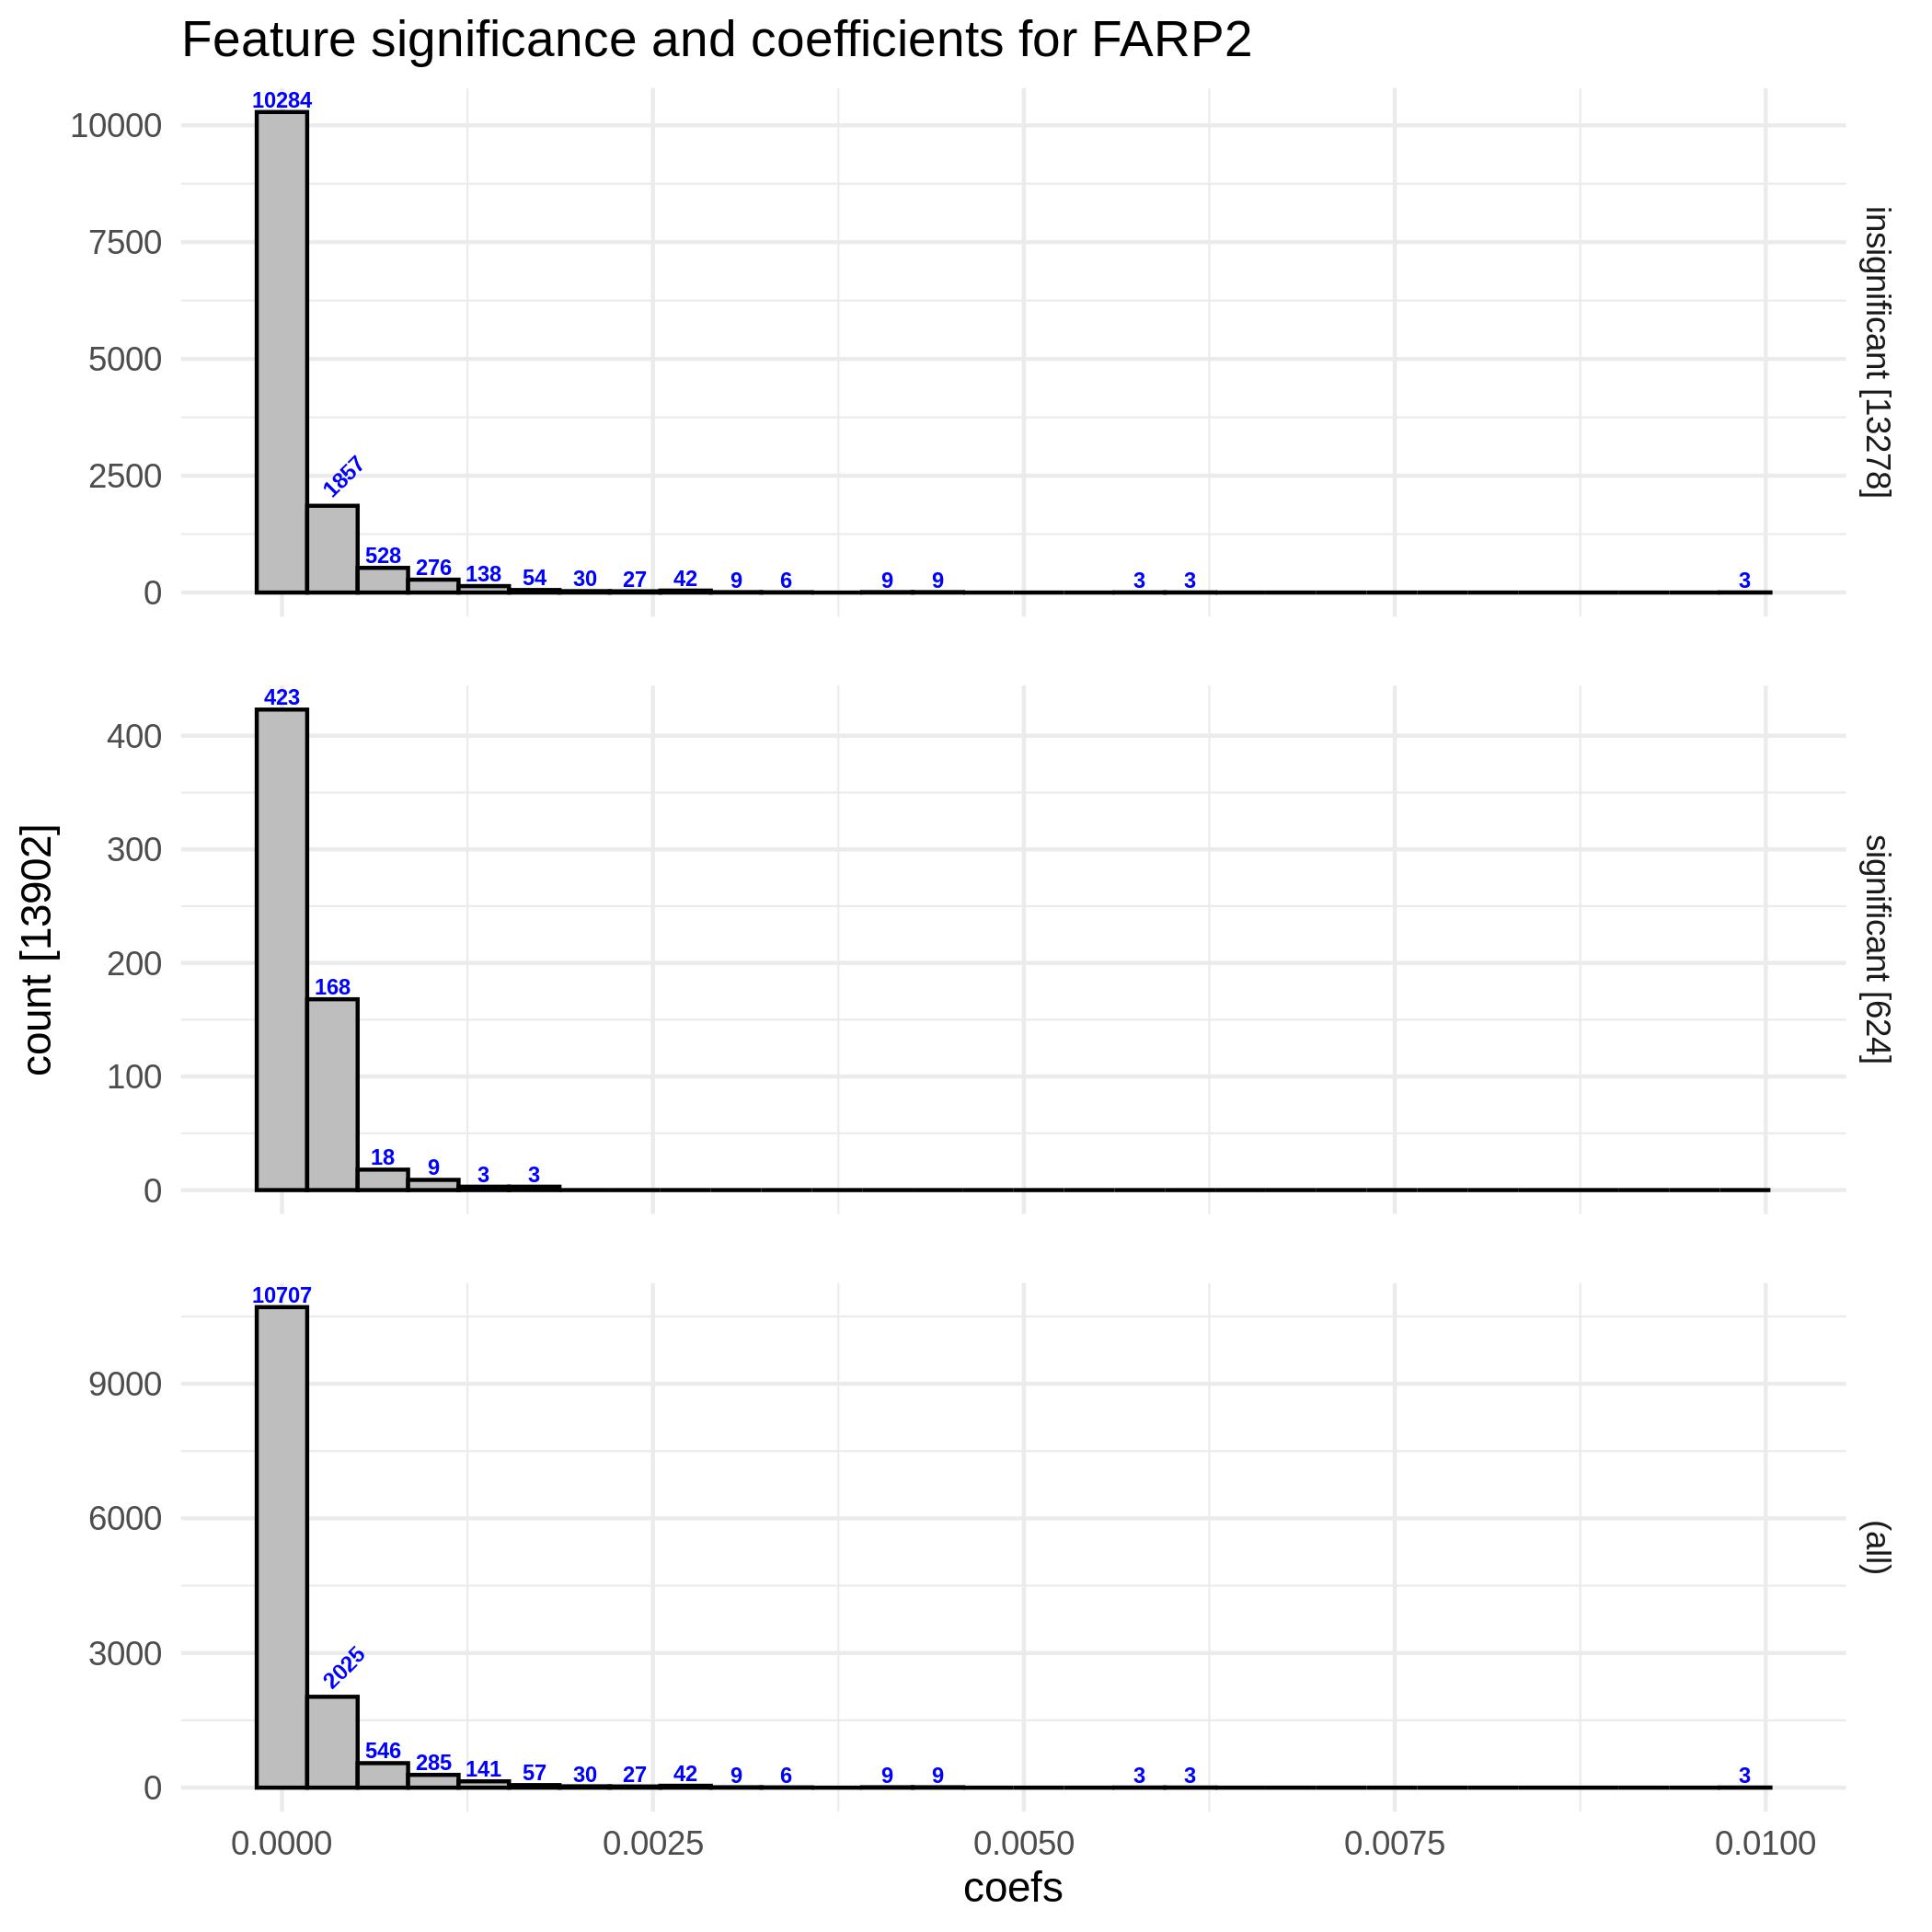 Feature significance and coefficients for FARP2
10284
10000
7500
5000
2500
0
1857
528 276 138 54 30 27 42 9 6 9 9 3 3 3
insignificant [13278]
count [13902]
423
400
300
200
100
0
168
18 9 3 3
significant [624]
10707
9000
6000
3000
0
2025
546 285 141 57 30 27 42 9 6 9 9 3 3 3
(all)
0.0000 0.0025 0.0050 0.0075 0.0100
coefs